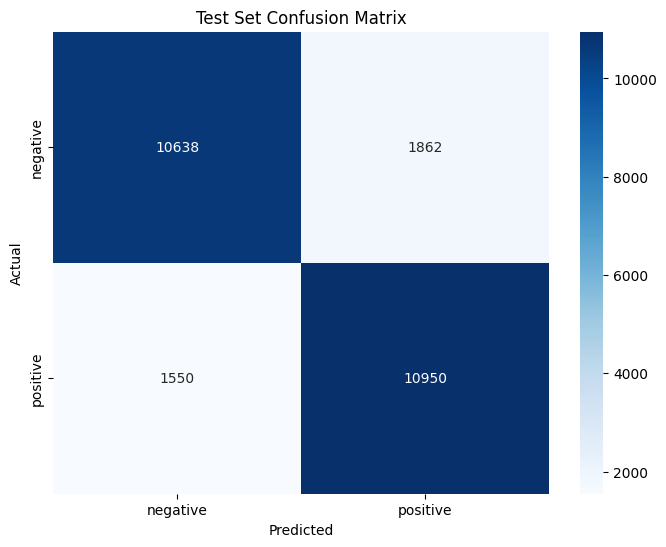 Test Set Confusion Matrix
negative
10638
1862
positive
1550
10950
Actual
negative
positive
Predicted
10000
8000
6000
4000
2000